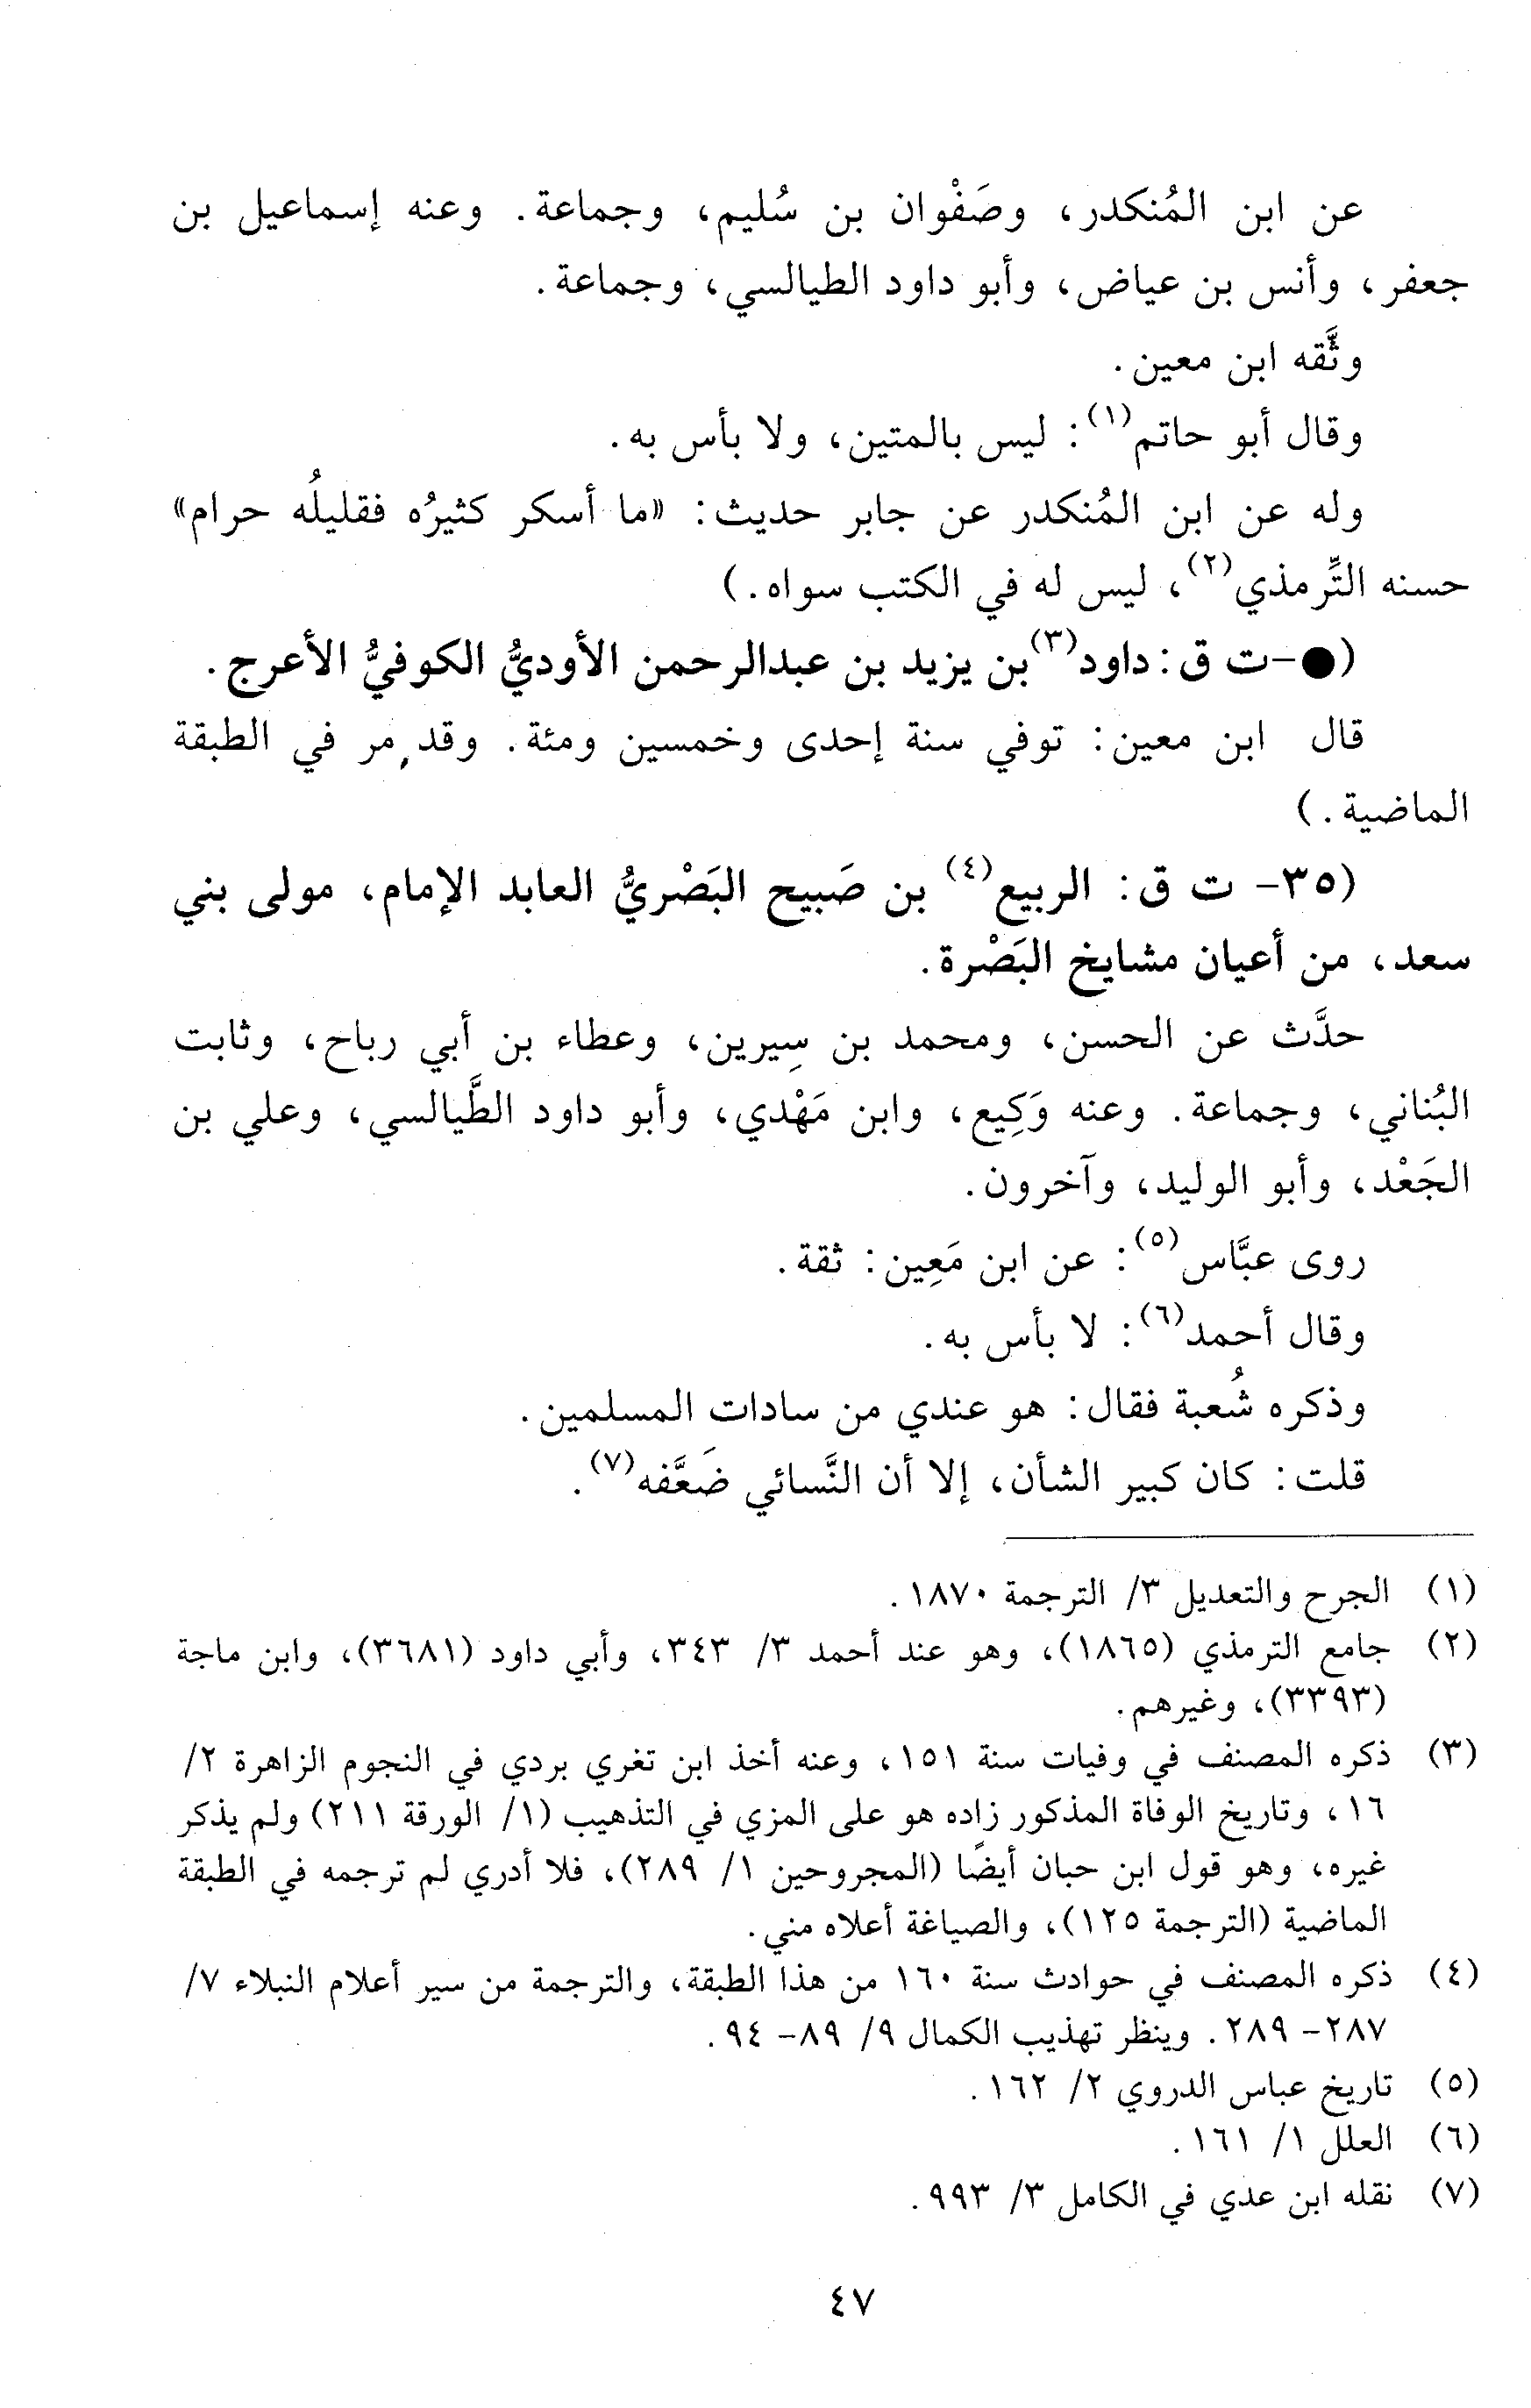 عن ابن المُنكدر، وصَفْوان بن سُليم، وجماعة. وعنه إسماعيل بن
جعفر، وأنس بن عياض، وأبو داود الطيالسي، وجماعة.
وثَّقه ابن معين.
وقال أبو حاتم(١): ليس بالمتين، ولا بأس به.
وله عن ابن المُنكدر عن جابر حديث: «ما أسكر كثيرُه فقليلُه حرام»
حسنه التِّرمذي(٢)، ليس له في الكتب سواه.)
(●-ت ق: داود(٣) بن يزيد بن عبدالرحمن الأوديُّ الكوفيُّ الأعرج.
قال ابن معين: توفي سنة إحدى وخمسين ومئة. وقد مر في الطبقة
الماضية.)
(٣٥- ت ق: الربيع(٤) بن صَبيح البَصْريُّ العابد الإمام، مولى بني
سعد، من أعيان مشايخ البَصْرة.
حدَّث عن الحسن، ومحمد بن سِيرين، وعطاء بن أبي رباح، وثابت
البُناني، وجماعة. وعنه وَكِيع، وابن مَهْدي، وأبو داود الطَّيالسي، وعلي بن
الجَعْد، وأبو الوليد، وآخرون.
روى عبَّاس(٥): عن ابن مَعِين: ثقة.
وقال أحمد(٦): لا بأس به.
وذكره شُعبة فقال: هو عندي من سادات المسلمين.
قلت: كان كبير الشأن، إلا أن النَّسائي ضَعَّفه(٧).
(١) الجرح والتعديل ٣/ الترجمة ١٨٧٠.
(٢) جامع الترمذي (١٨٦٥)، وهو عند أحمد ٣/ ٣٤٣، وأبي داود (٣٦٨١)، وابن ماجة
(٣٣٩٣)، وغيرهم.
(٣) ذكره المصنف في وفيات سنة ١٥١، وعنه أخذ ابن تغري بردي في النجوم الزاهرة ٢/
١٦، وتاريخ الوفاة المذكور زاده هو على المزي في التذهيب (١/ الورقة ٢١١) ولم يذكر
غيره، وهو قول ابن حبان أيضًا (المجروحين ١/ ٢٨٩)، فلا أدري لم ترجمه في الطبقة
الماضية (الترجمة ١٢٥)، والصياغة أعلاه مني.
(٤) ذكره المصنف في حوادث سنة ١٦٠ من هذا الطبقة، والترجمة من سير أعلام النبلاء ٧/
٢٨٧- ٢٨٩. وينظر تهذيب الكمال ٩/ ٨٩- ٩٤.
(٥) تاريخ عباس الدروي ٢/ ١٦٢.
(٦) العلل ١/ ١٦١.
(٧) نقله ابن عدي في الكامل ٣/ ٩٩٣.
٤٧